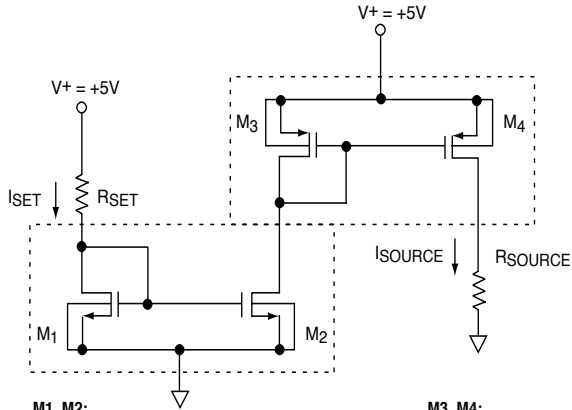 V+ = +5V
V+ = +5V
M3
M4
ISET
RSET
ISOURCE
RSOURCE
M1
M2
M1, M2:
M3, M4: